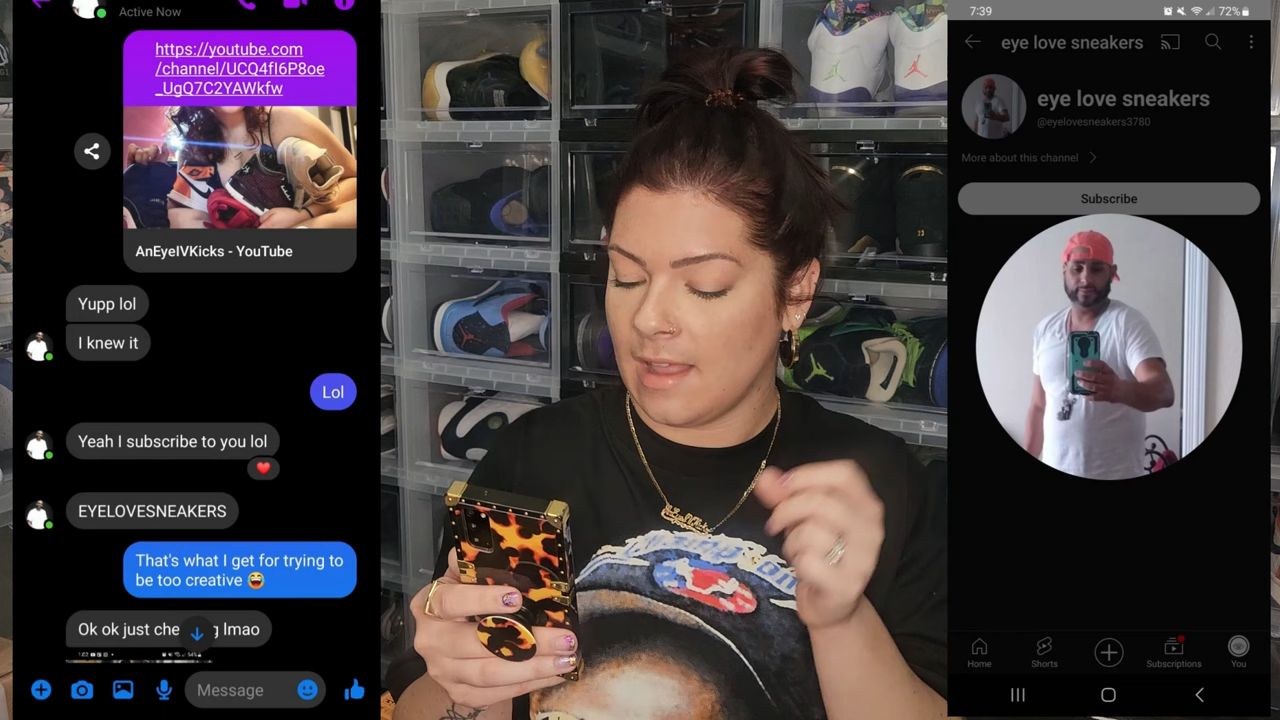 Active Now
https://youtube.com
/channel/UCQ4fI6P8oe
_UgQ7C2YAWkfw
AnEyeIVKicks - YouTube
Yupp lol
I knew it
Lol
Yeah I subscribe to you lol
EYELOVESNEAKERS
That's what I get for trying to
be too creative 😂
Ok ok just che g lmao
Message
7:39
72%
eye love sneakers
eye love sneakers
@eyelovesneakers3780
More about this channel
Subscribe
Home
Shorts
Subscriptions
You